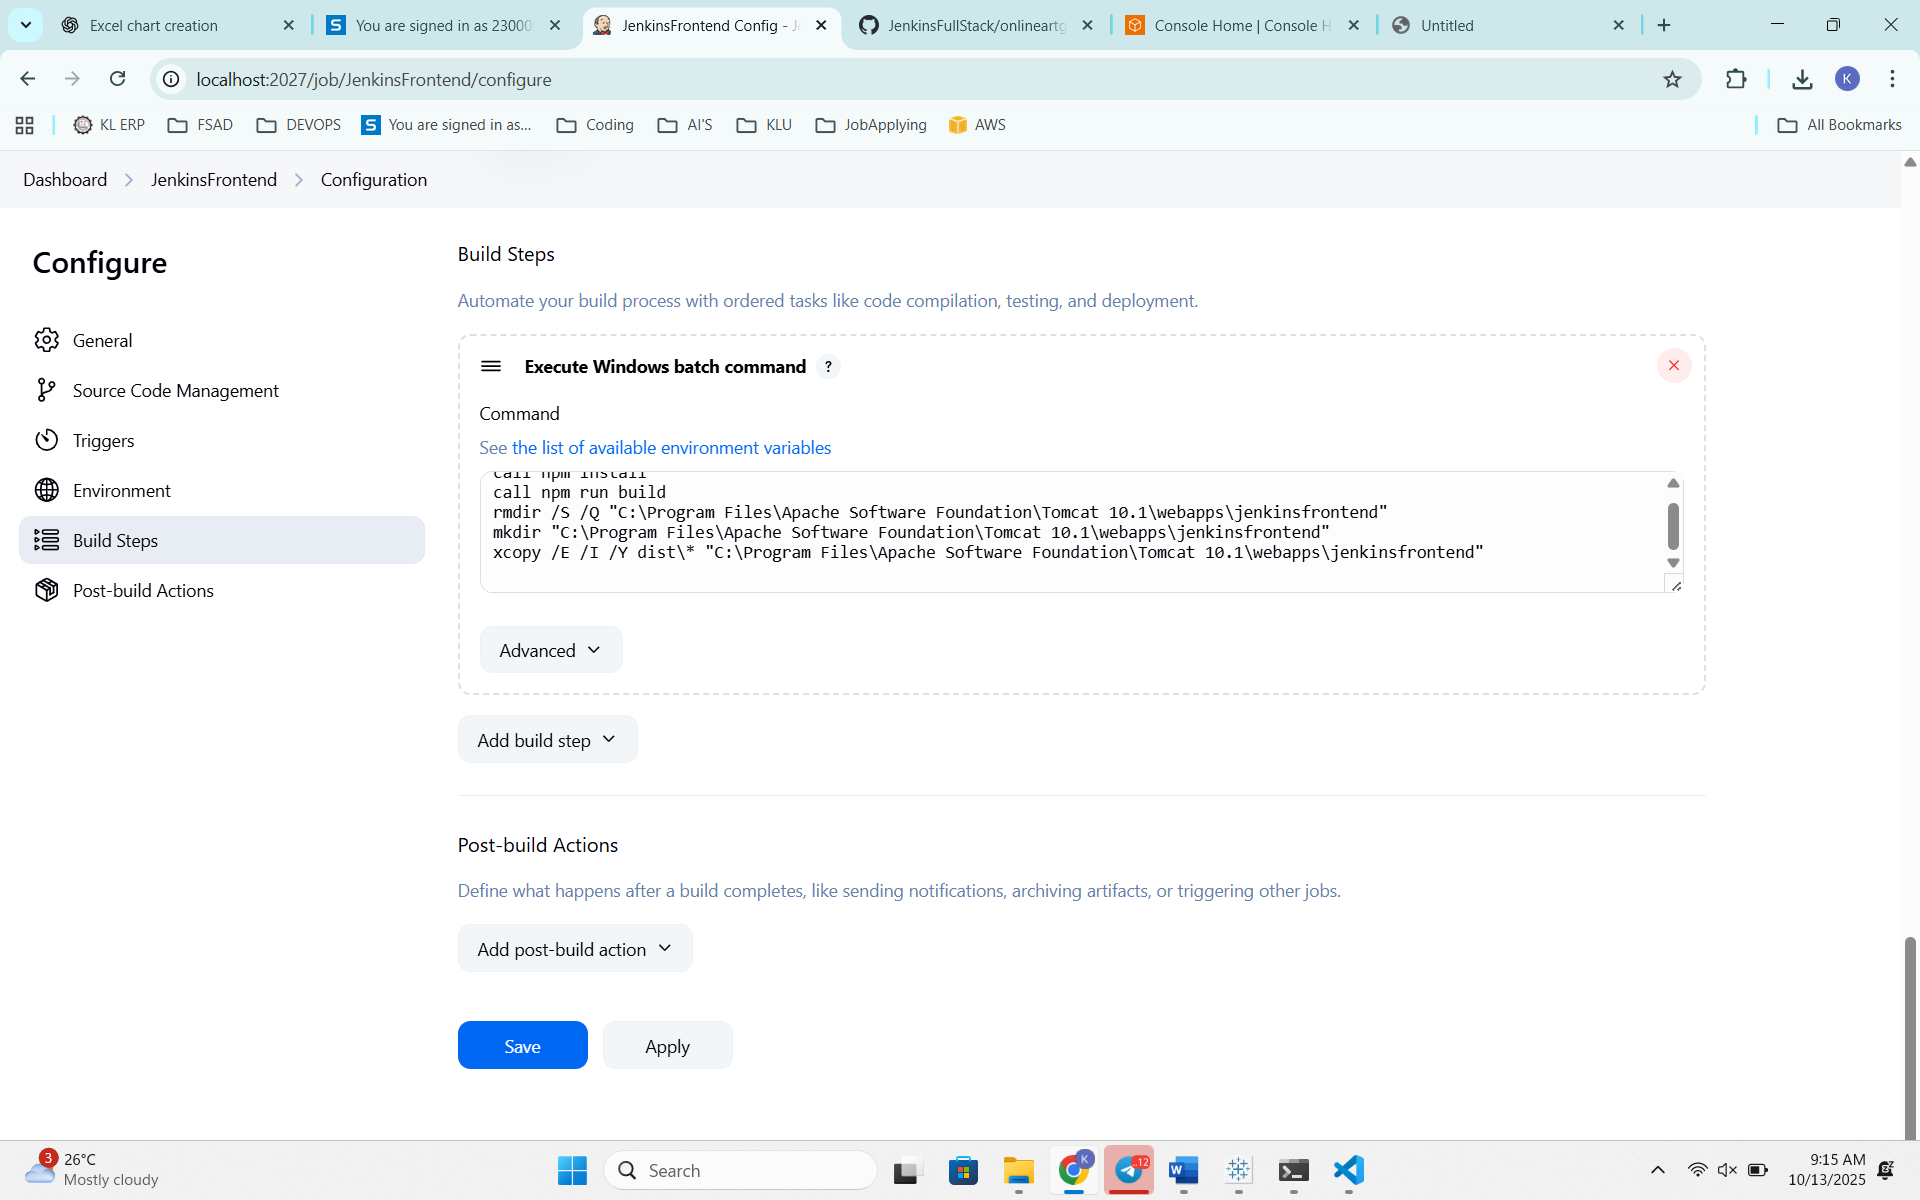 Excel chart creation
You are signed in as 2300
JenkinsFrontend Config - J
JenkinsFullStack/onlineartg
Console Home | Console H
Untitled
localhost:2027/job/JenkinsFrontend/configure
K
KL ERP
FSAD
DEVOPS
You are signed in as...
Coding
AI'S
KLU
JobApplying
AWS
All Bookmarks
Dashboard
JenkinsFrontend
Configuration
Configure
General
Source Code Management
Triggers
Environment
Build Steps
Post-build Actions
Build Steps
Automate your build process with ordered tasks like code compilation, testing, and deployment.
Execute Windows batch command ?
Command
See the list of available environment variables
call npm install
call npm run build
rmdir /S /Q "C:\Program Files\Apache Software Foundation\Tomcat 10.1\webapps\jenkinsfrontend"
mkdir "C:\Program Files\Apache Software Foundation\Tomcat 10.1\webapps\jenkinsfrontend"
xcopy /E /I /Y dist\* "C:\Program Files\Apache Software Foundation\Tomcat 10.1\webapps\jenkinsfrontend"
Advanced
Add build step
Post-build Actions
Define what happens after a build completes, like sending notifications, archiving artifacts, or triggering other jobs.
Add post-build action
Save
Apply
3
26°C
Mostly cloudy
Search
K
12
9:15 AM
10/13/2025